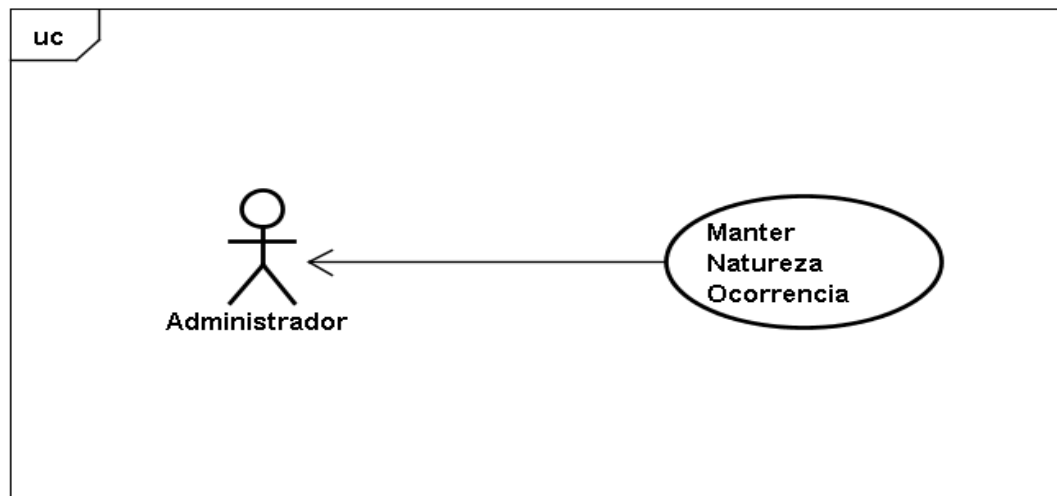 uc
Manter
Natureza
Ocorrencia
Administrador